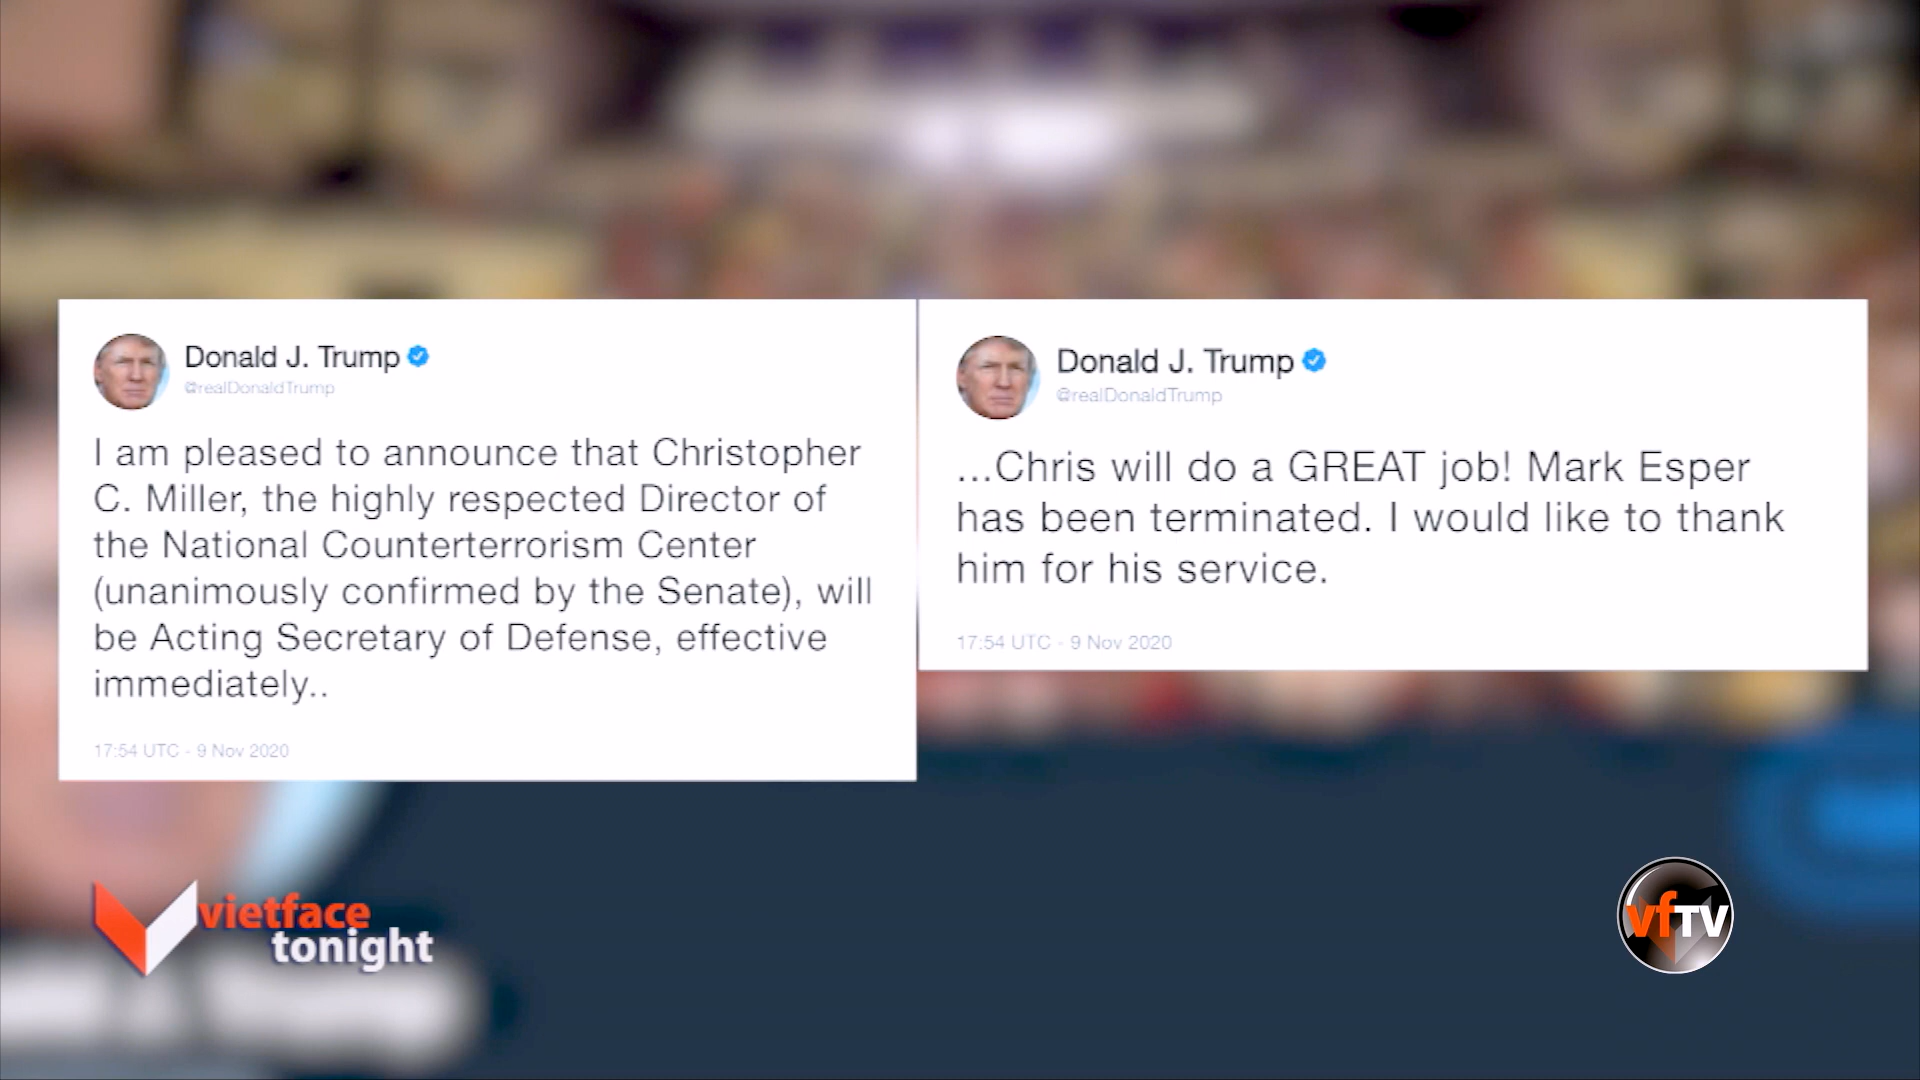 Donald J. Trump
@realDonaldTrump
I am pleased to announce that Christopher
C. Miller, the highly respected Director of
the National Counterterrorism Center
(unanimously confirmed by the Senate), will
be Acting Secretary of Defense, effective
immediately..
17:54 UTC - 9 Nov 2020
Donald J. Trump
@realDonaldTrump
...Chris will do a GREAT job! Mark Esper
has been terminated. I would like to thank
him for his service.
17:54 UTC - 9 Nov 2020
vietface
tonight
vfTV